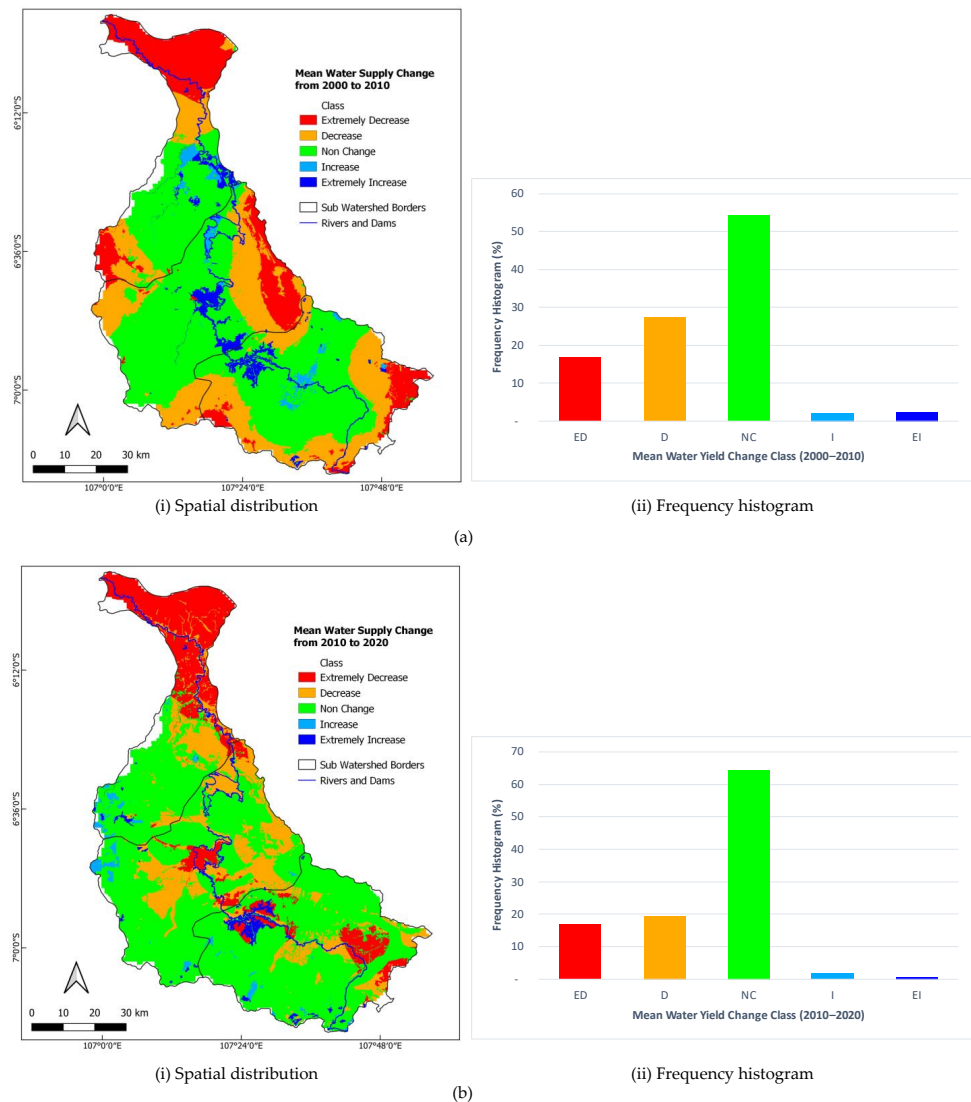 Mean Water Supply Change
from 2000 to 2010
Class
Extremely Decrease
Decrease
Non Change
Increase
Extremely Increase
Sub Watershed Borders
Rivers and Dams
6°12'0"S
6°36'0"S
7°0'0"S
0 10 20 30 km
107°0'0"E 107°24'0"E 107°48'0"E
Frequency Histogram (%)
60
50
40
30
20
10
-
ED D NC I EI
Mean Water Yield Change Class (2000–2010)
(i) Spatial distribution (ii) Frequency histogram
(a)
Mean Water Supply Change
from 2010 to 2020
Class
Extremely Decrease
Decrease
Non Change
Increase
Extremely Increase
Sub Watershed Borders
Rivers and Dams
6°12'0"S
6°36'0"S
7°0'0"S
0 10 20 30 km
107°0'0"E 107°24'0"E 107°48'0"E
Frequency Histogram (%)
70
60
50
40
30
20
10
-
ED D NC I EI
Mean Water Yield Change Class (2010–2020)
(i) Spatial distribution (ii) Frequency histogram
(b)